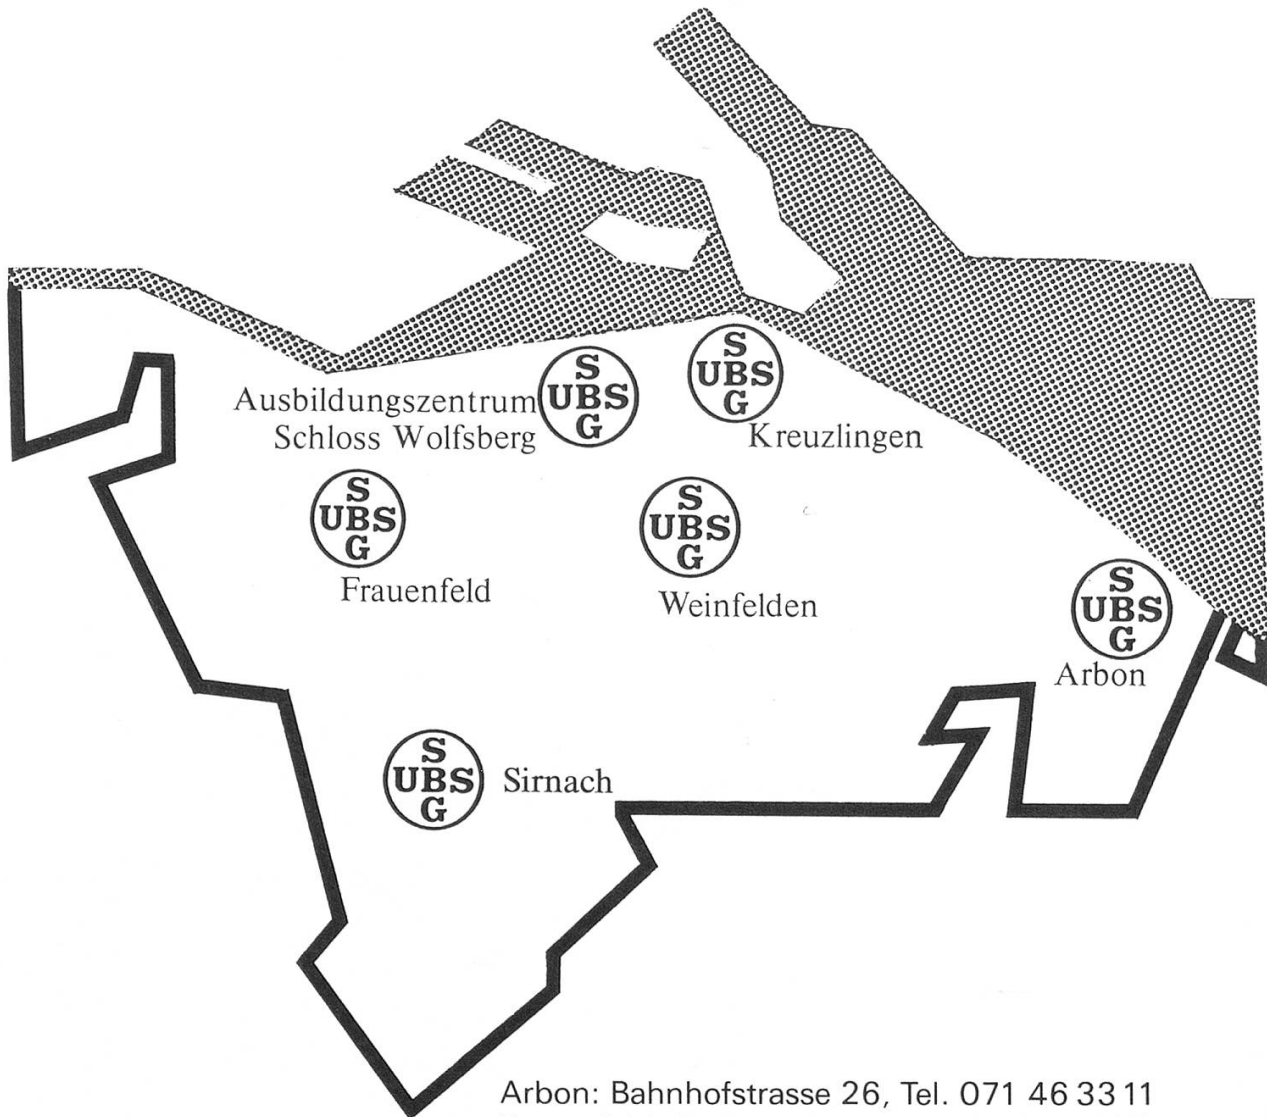 S
UBS
G
Kreuzlingen
S
UBS
G
Ausbildungszentrum
Schloss Wolfsberg
S
UBS
G
Frauenfeld
S
UBS
G
Weinfelden
S
UBS
G
Arbon
S
UBS
G
Sirnach
Arbon: Bahnhofstrasse 26, Tel. 071 46 33 11